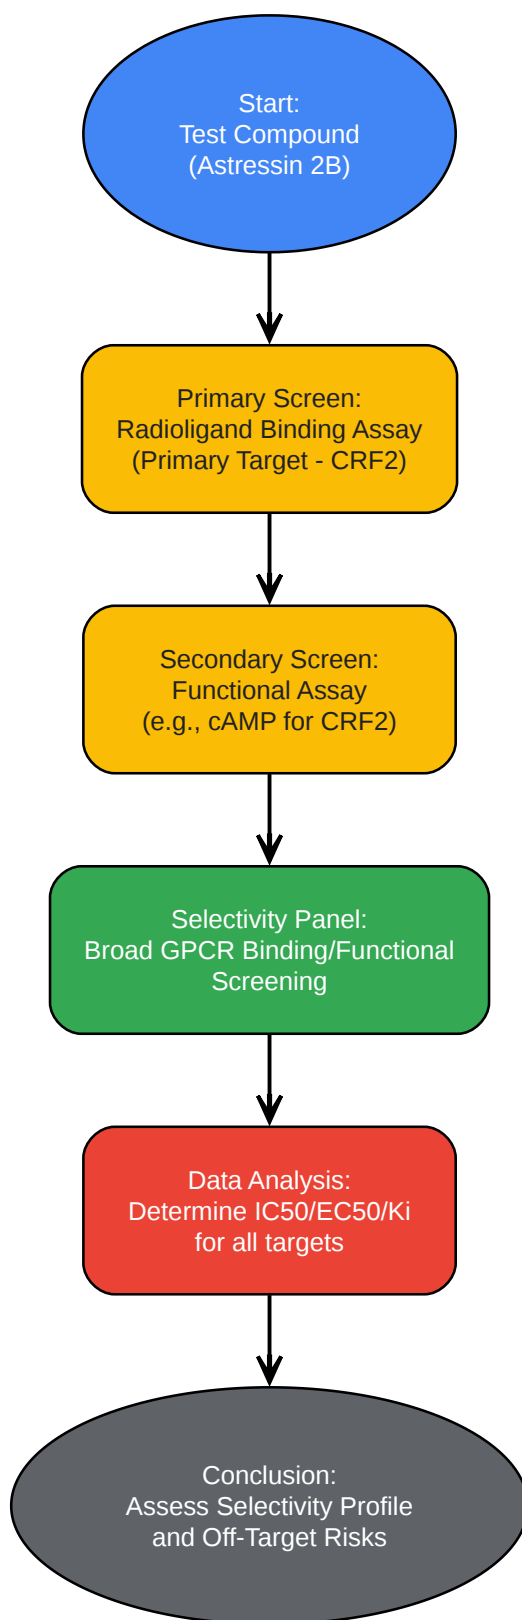 Start:
Test Compound
(Astressin 2B)
Primary Screen:
Radioligand Binding Assay
(Primary Target - CRF2)
Secondary Screen:
Functional Assay
(e.g., cAMP for CRF2)
Selectivity Panel:
Broad GPCR Binding/Functional
Screening
Data Analysis:
Determine IC50/EC50/Ki
for all targets
Conclusion:
Assess Selectivity Profile
and Off-Target Risks